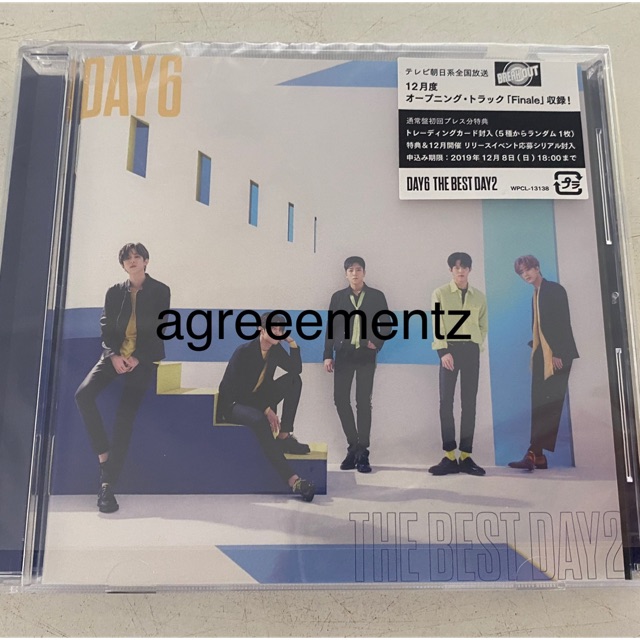 DAY6
テレビ朝日系全国放送
BREAKOUT
12月度
オープニング・トラック「Finale」収録!
通常盤初回プレス分特典
トレーディングカード封入(5種からランダム1枚)
特典&12月開催 リリースイベント応募シリアル封入
申込み期限:2019年12月8日(日)18:00まで
DAY6 THE BEST DAY2
WPCL-13138
プラ
agreeementz
THE BEST DAY2